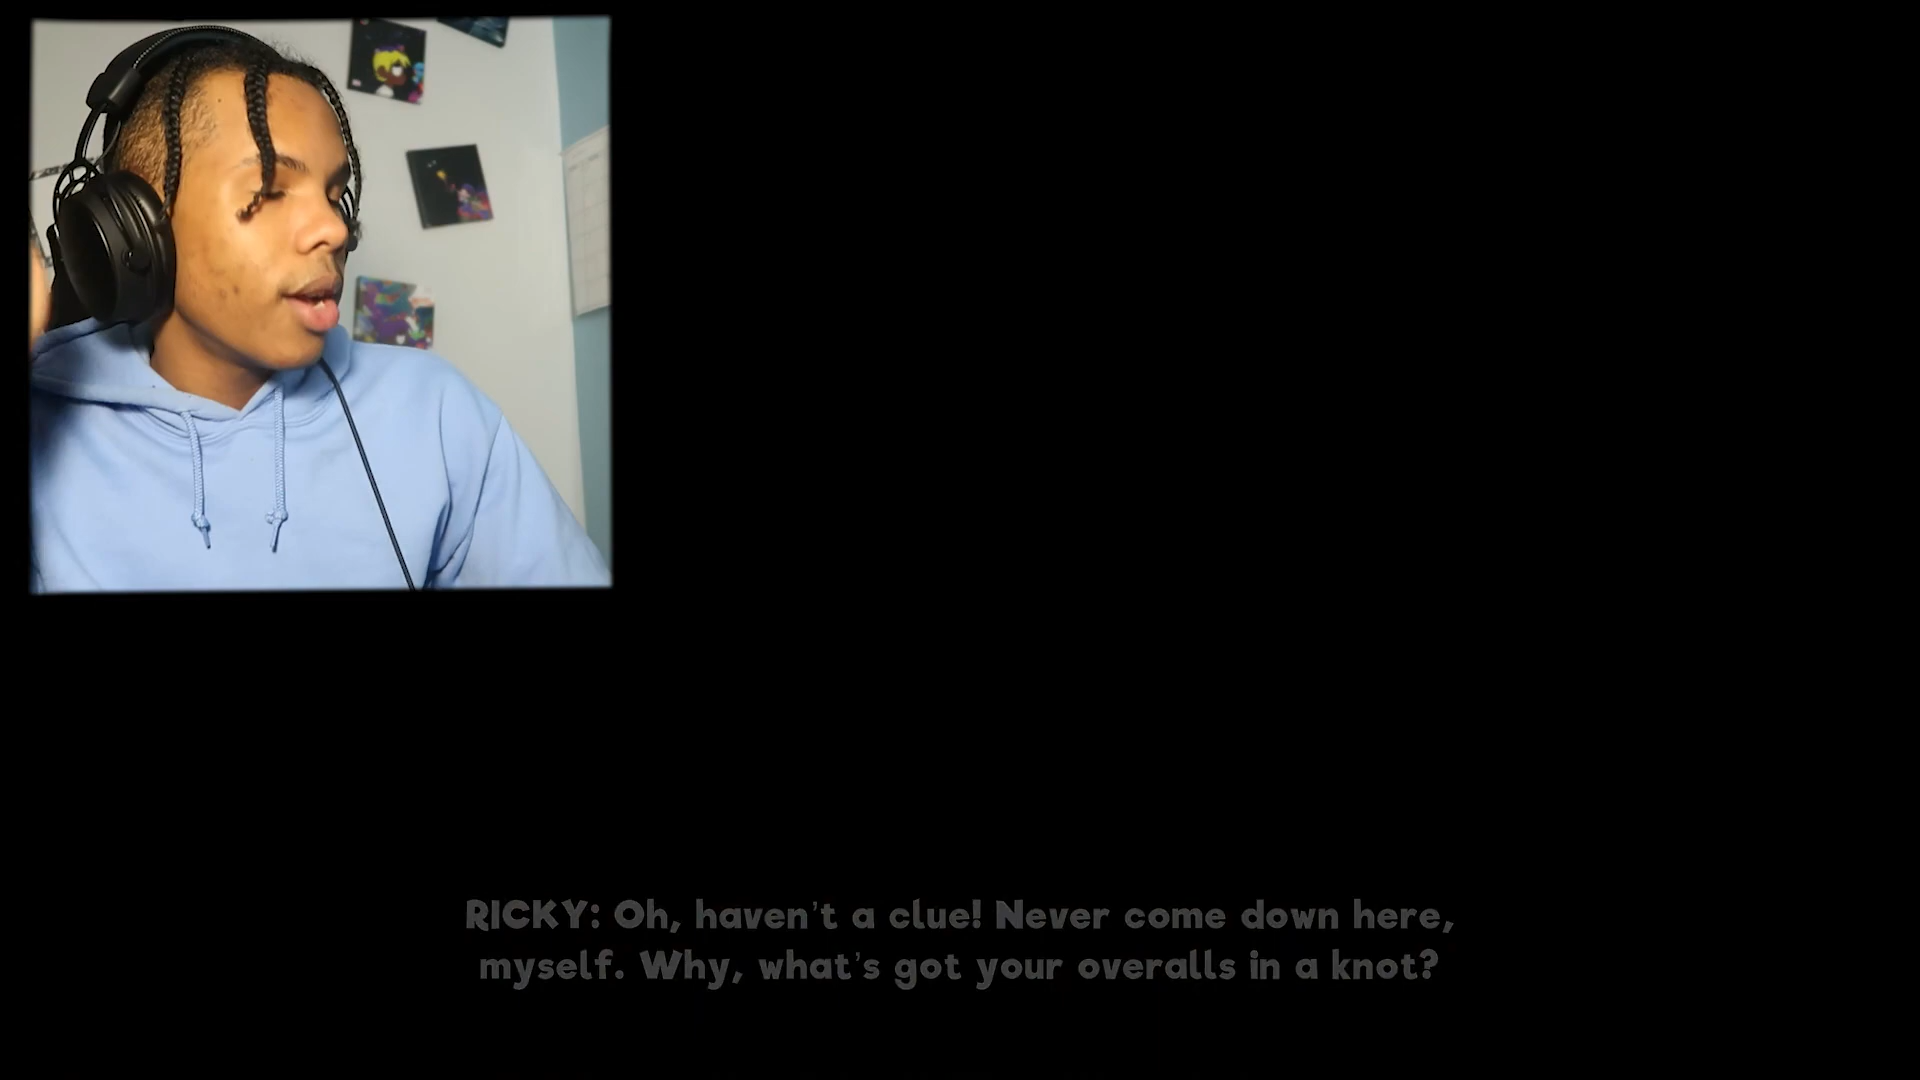 RICKY: Oh, haven't a clue! Never come down here,
myself. Why, what's got your overalls in a knot?